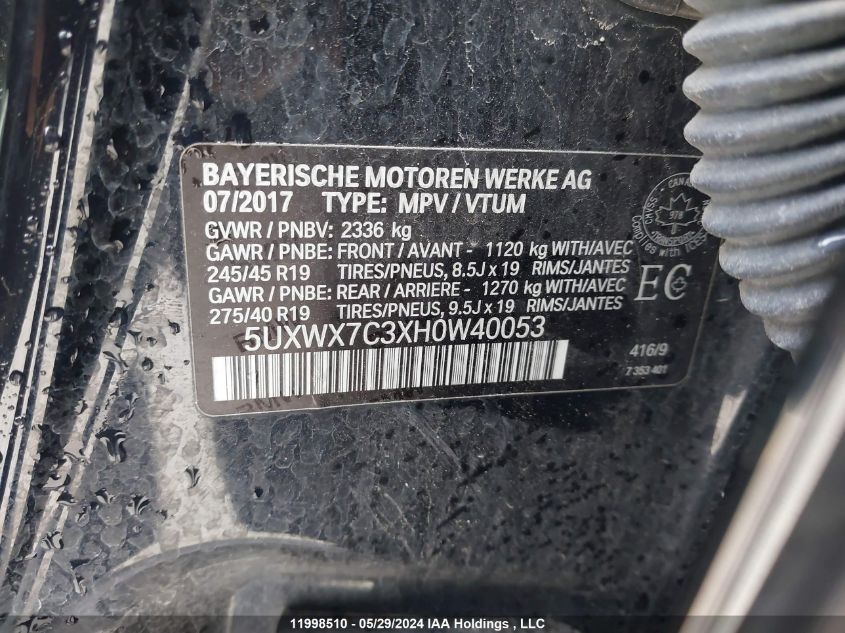 BAYERISCHE MOTOREN WERKE AG
07/2017 TYPE: MPV / VTUM
GVWR / PNBV: 2336 kg
GAWR / PNBE: FRONT / AVANT - 1120 kg WITH/AVEC
245/45 R19 TIRES/PNEUS, 8.5J x 19 RIMS/JANTES
GAWR / PNBE: REAR / ARRIERE - 1270 kg WITH/AVEC
275/40 R19 TIRES/PNEUS, 9.5J x 19 RIMS/JANTES
EC
5UXWX7C3XH0W40053
416/9
7 353 401
978
11998510 - 05/29/2024 IAA Holdings , LLC